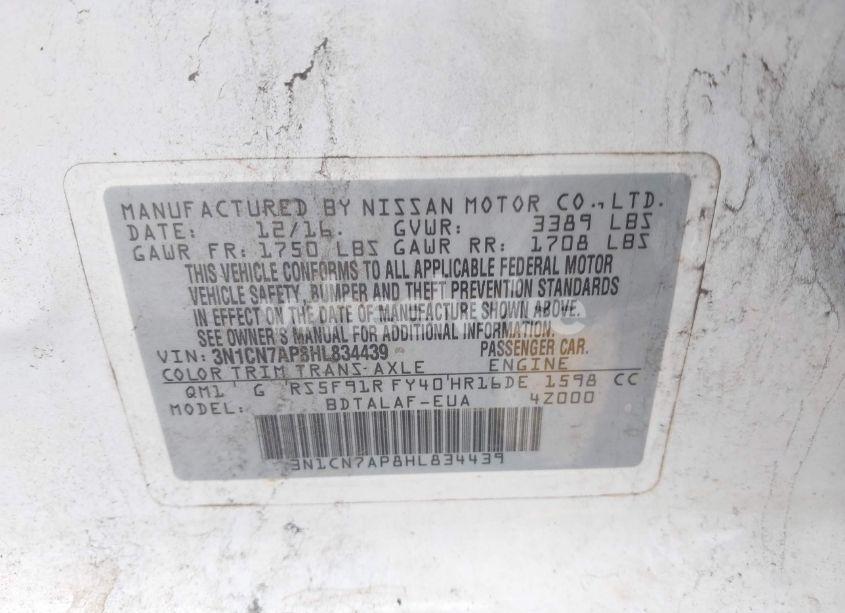 MANUFACTURED BY NISSAN MOTOR CO., LTD.
DATE: 12/16. GVWR: 3389 LBS
GAWR FR: 1750 LBS GAWR RR: 1708 LBS
THIS VEHICLE CONFORMS TO ALL APPLICABLE FEDERAL MOTOR
VEHICLE SAFETY, BUMPER AND THEFT PREVENTION STANDARDS
IN EFFECT ON THE DATE OF MANUFACTURE SHOWN ABOVE.
SEE OWNER'S MANUAL FOR ADDITIONAL INFORMATION.
VIN: 3N1CN7AP8HL834439 PASSENGER CAR.
COLOR TRIM TRANS·AXLE ENGINE
QM1 ' G ' RS5F91R FY40'HR16DE 1598 CC
MODEL: BDTALAF-EUA 4Z000
3N1CN7AP8HL834439